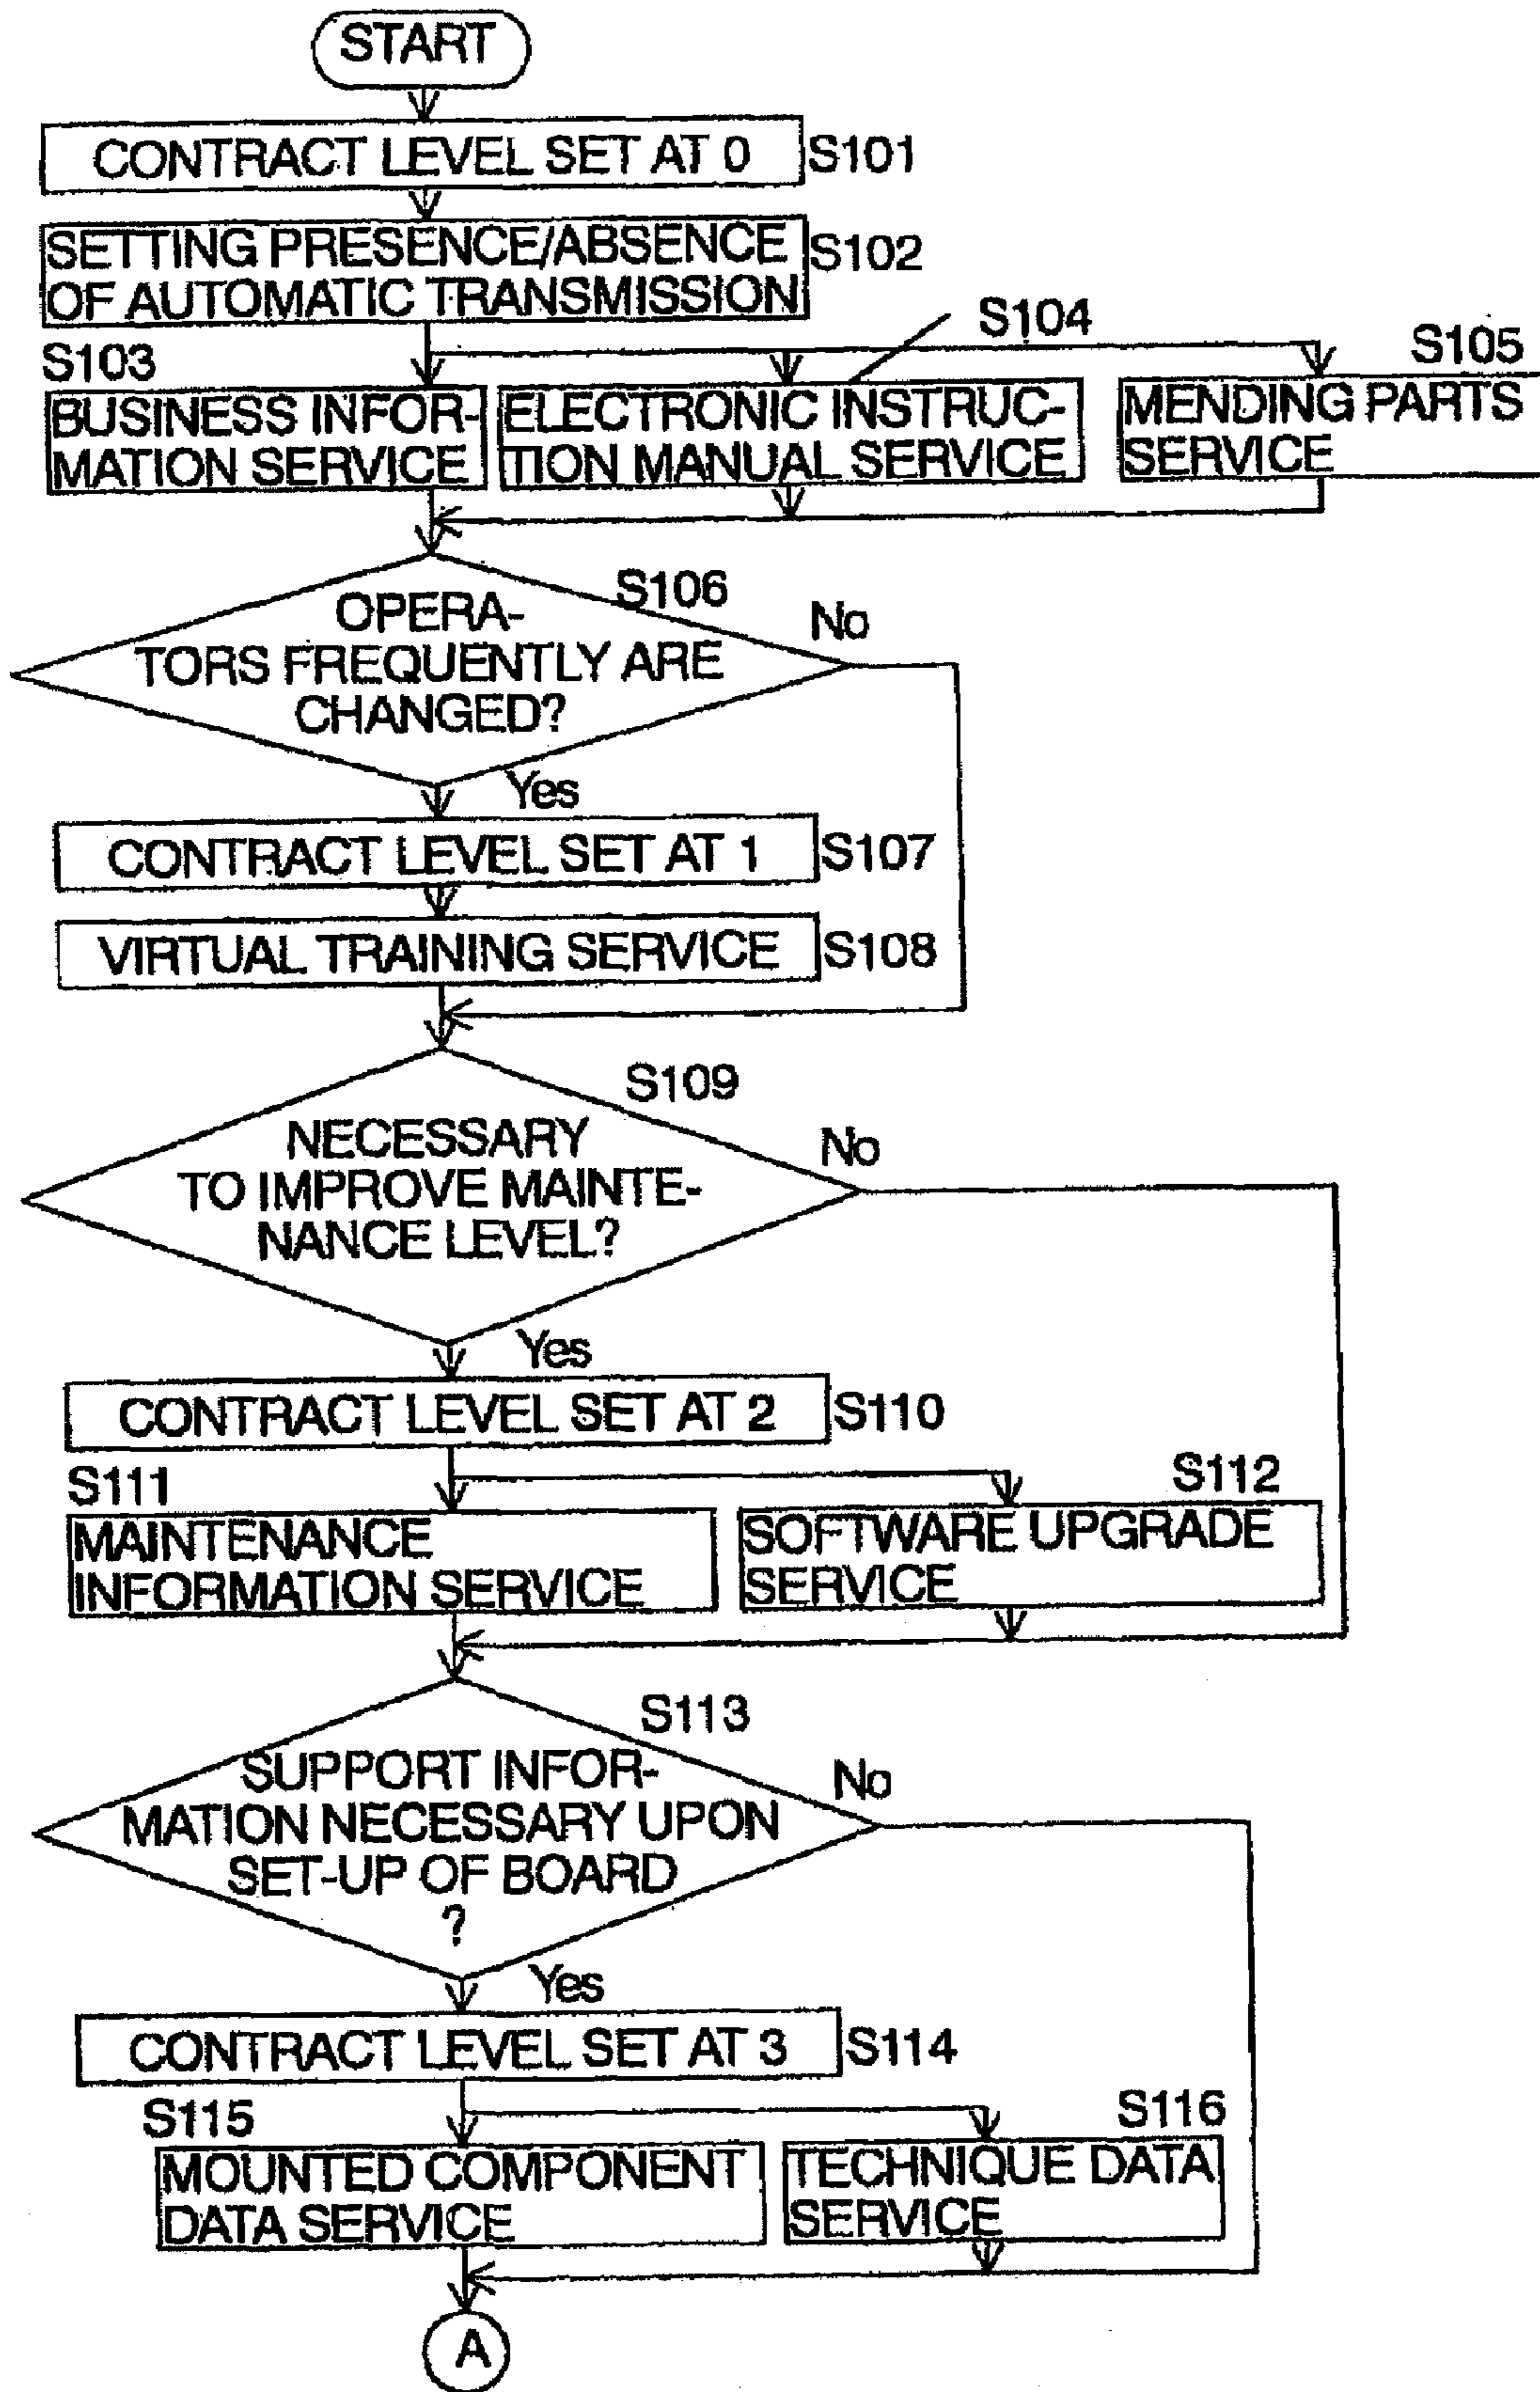 START
CONTRACT LEVEL SET AT 0
S101
SETTING PRESENCE/ABSENCE
OF AUTOMATIC TRANSMISSION
S102
S103
BUSINESS INFOR-
MATION SERVICE
S104
ELECTRONIC INSTRUC-
TION MANUAL SERVICE
S105
MENDING PARTS
SERVICE
S106
OPERA-
TORS FREQUENTLY ARE
CHANGED?
No
Yes
CONTRACT LEVEL SET AT 1
S107
VIRTUAL TRAINING SERVICE
S108
S109
NECESSARY
TO IMPROVE MAINTE-
NANCE LEVEL?
No
Yes
CONTRACT LEVEL SET AT 2
S110
S111
MAINTENANCE
INFORMATION SERVICE
S112
SOFTWARE UPGRADE
SERVICE
S113
SUPPORT INFOR-
MATION NECESSARY UPON
SET-UP OF BOARD
?
No
Yes
CONTRACT LEVEL SET AT 3
S114
S115
MOUNTED COMPONENT
DATA SERVICE
S116
TECHNIQUE DATA
SERVICE
A